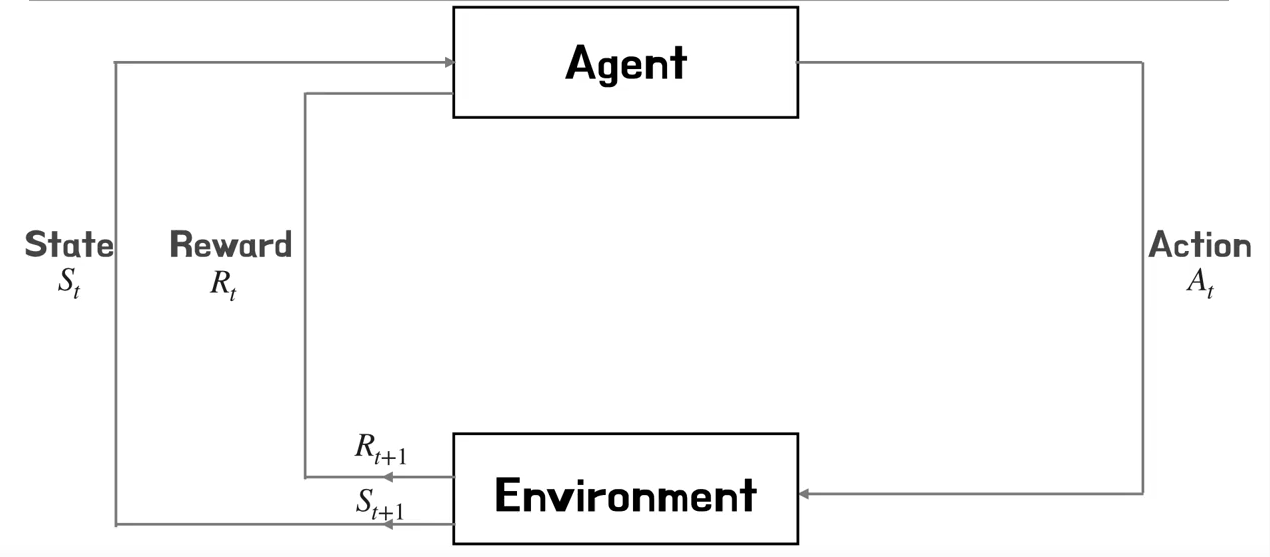 Agent
State
S_t
Reward
R_t
Action
A_t
R_{t+1}
S_{t+1}
Environment